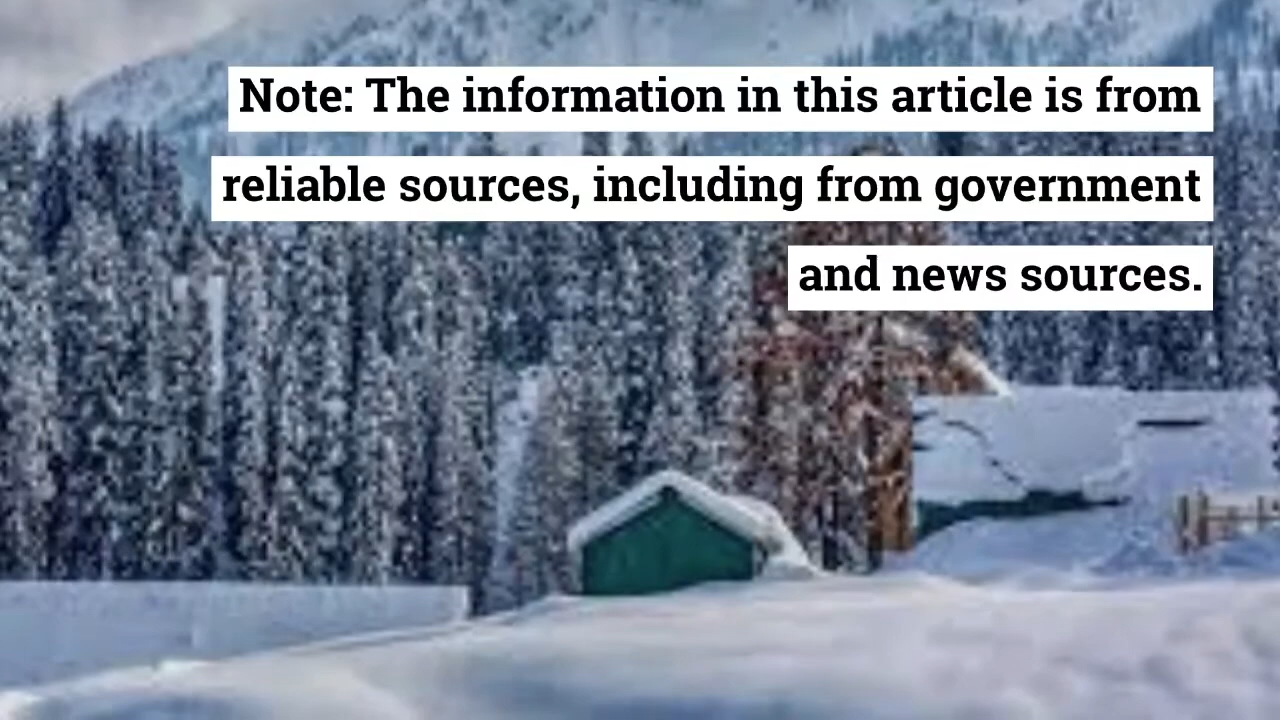 Note: The information in this article is from
reliable sources, including from government
and news sources.